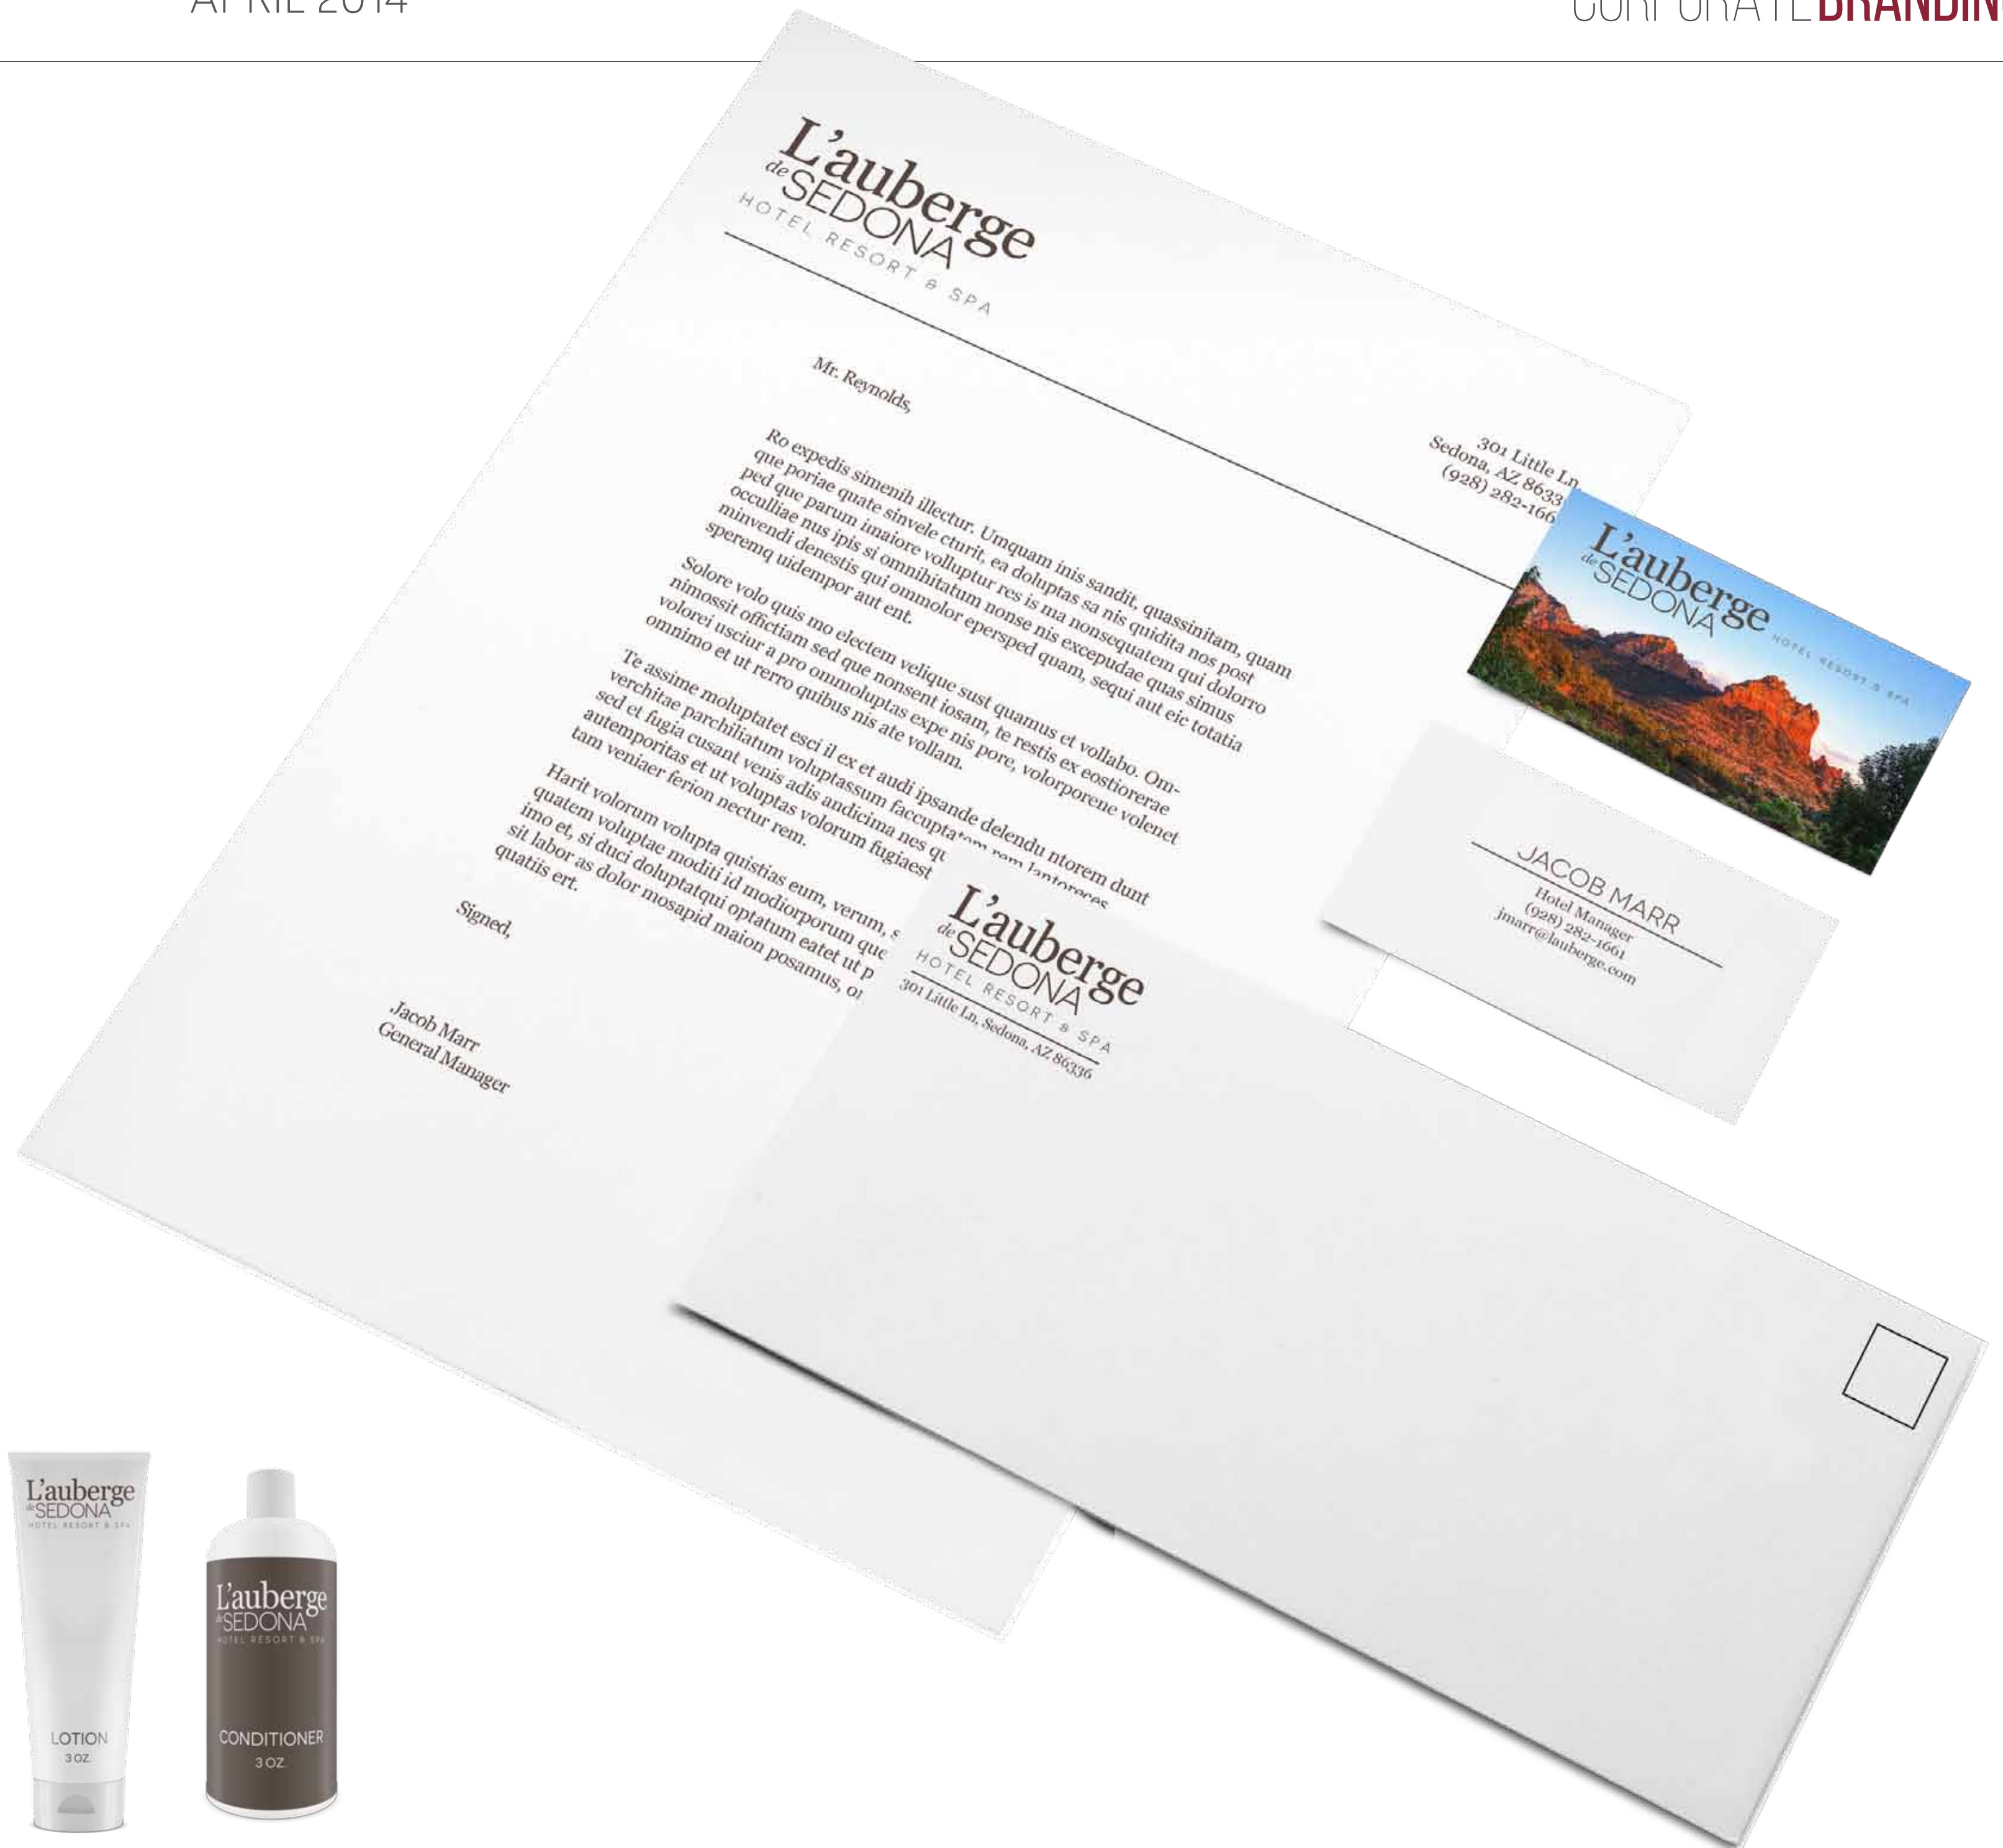 APRIL 2014
CORPORATEBRANDIN
L'auberge
de SEDONA
HOTEL RESORT & SPA
Mr. Reynolds,
301 Little Ln
Sedona, AZ 8633
(928) 282-166
Ro expedis simenih illectur. Umquam inis sandit, quassinitam, quam
que poriae quate sinvele cturit, ea doluptas sa nis quidita nos post
ped que parum imaiore volluptur res is ma nonsequatem qui dolorro
occulliae nus ipis si omnihitatum nonse nis excepudae quas simus
minvendi denestis qui ommolor epersped quam, sequi aut eic totatia
speremq uidempor aut ent.
Solore volo quis mo electem velique sust quamus et vollabo. Om-
nimossit offictiam sed que nonsent iosam, te restis ex eostiorerae
volorei usciur a pro ommoluptas expe nis pore, volorporene volenet
omnimo et ut rerro quibus nis ate vollam.
Te assime moluptatet esci il ex et audi ipsande delendu ntorem dunt
verchitae parchiliatum voluptassum faccuptatem rem lantoreces
sed et fugia cusant venis adis andicima nes qu
autemporitas et ut voluptas volorum fugiaest
tam veniaer ferion nectur rem.
Harit volorum volupta quistias eum, verum, s
quatem voluptae moditi id modiorporum que
imo et, si duci doluptatqui optatum eatet ut p
sit labor as dolor mosapid maion posamus, or
quatiis ert.
Signed,
Jacob Marr
General Manager
L'auberge
de SEDONA
HOTEL RESORT & SPA
JACOB MARR
Hotel Manager
(928) 282-1661
jmarr@lauberge.com
L'auberge
de SEDONA
HOTEL RESORT & SPA
301 Little Ln, Sedona, AZ 86336
L'auberge
de SEDONA
HOTEL RESORT & SPA
LOTION
3 OZ.
L'auberge
de SEDONA
HOTEL RESORT & SPA
CONDITIONER
3 OZ.